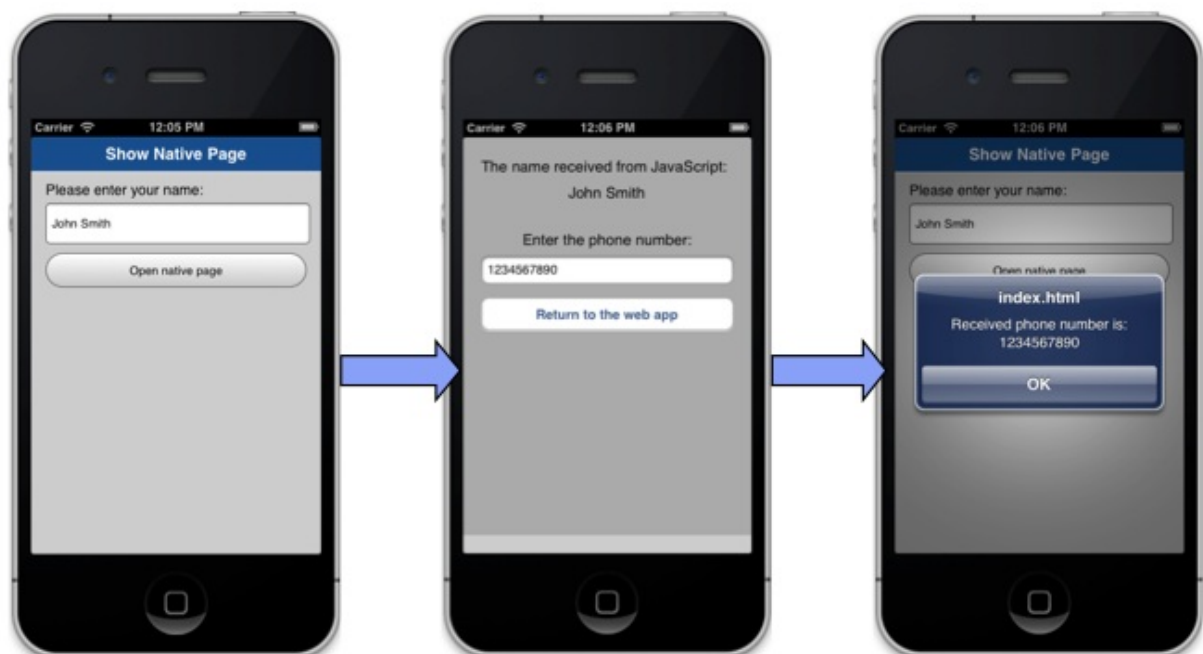 Carrier
12:05 PM
Show Native Page
Please enter your name:
John Smith
Open native page
Carrier
12:06 PM
The name received from JavaScript:
John Smith
Enter the phone number:
1234567890
Return to the web app
Carrier
12:06 PM
Show Native Page
Please enter your name:
John Smith
Open native page
index.html
Received phone number is:
1234567890
OK